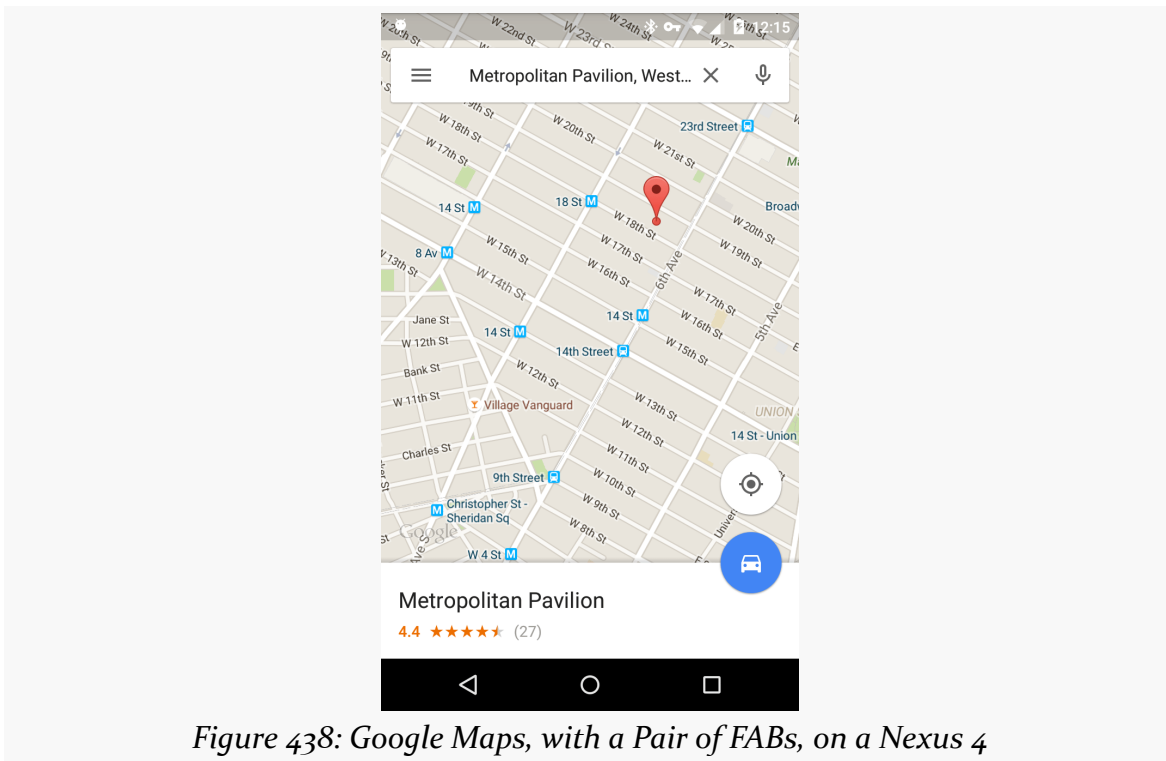 W 20th St
W 22nd St
W 23rd St
W 24th St
12:15
Metropolitan Pavilion, West...
W 18th St
W 20th St
23rd Street
W 17th St
W 21st St
14 St
18 St
W 18th St
W 20th St
8 Av
W 15th St
W 17th St
W 19th St
W 13th St
W 14th St
W 16th St
6th Ave
W 17th St
Jane St
14 St
W 16th St
5th Ave
W 12th St
14 St
14th Street
W 15th St
Bank St
W 12th St
W 11th St
Village Vanguard
W 13th St
UNION
W 12th St
14 St - Union
Charles St
W 11th St
9th Street
W 10th St
Christopher St -
Sheridan Sq
W 9th St
Google
W 8th St
W 4 St
Metropolitan Pavilion
4.4 (27)
Figure 438: Google Maps, with a Pair of FABs, on a Nexus 4